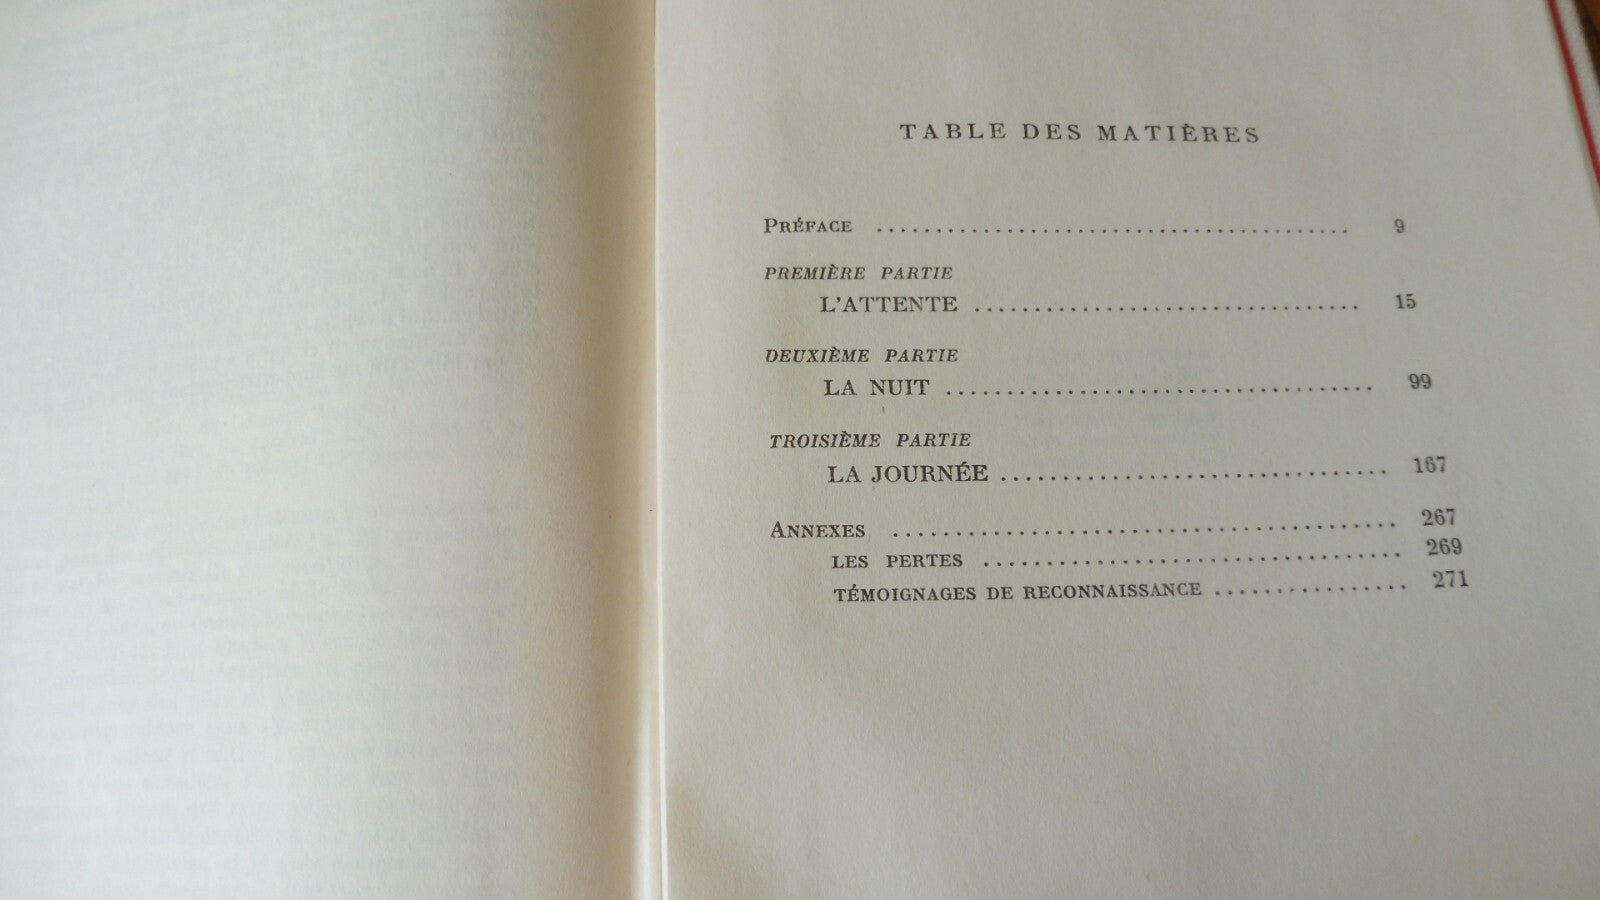 TABLE DES MATIÈRES
PRÉFACE ........................................ 9
PREMIÈRE PARTIE
L'ATTENTE ................................. 15
DEUXIÈME PARTIE
LA NUIT .................................... 99
TROISIÈME PARTIE
LA JOURNÉE ................................. 167
ANNEXES .......................................... 267
LES PERTES ................................... 269
TÉMOIGNAGES DE RECONNAISSANCE ................ 271